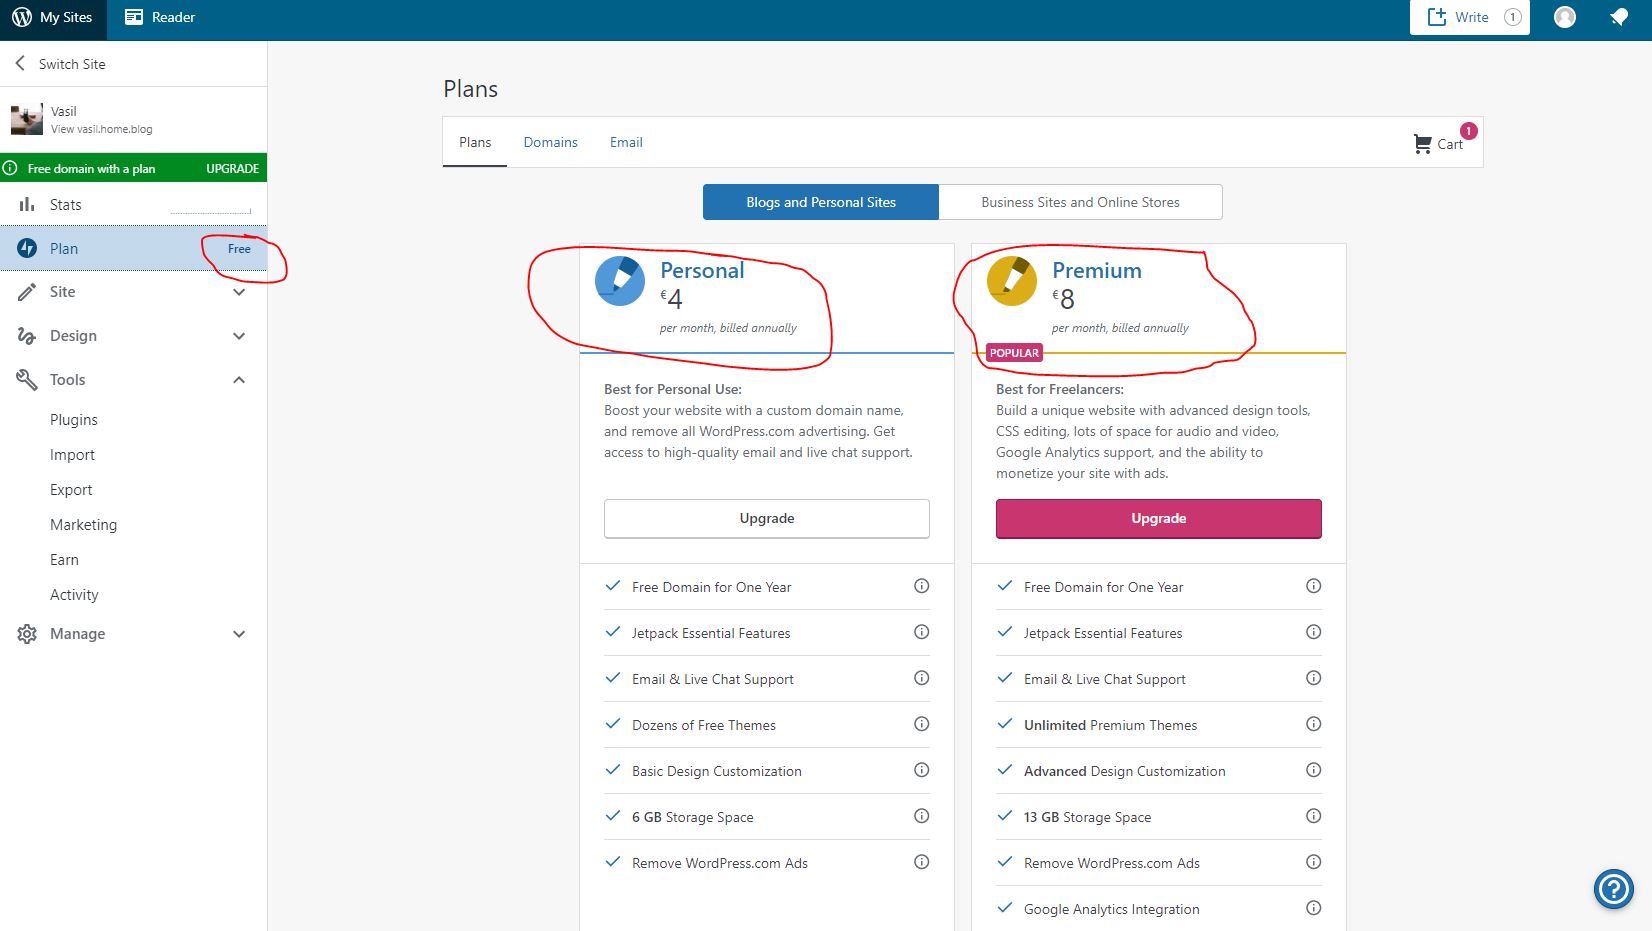 My Sites
Reader
Write 1
Switch Site
Vasil
View vasil.home.blog
Free domain with a plan UPGRADE
Stats
Plan Free
Site
Design
Tools
Plugins
Import
Export
Marketing
Earn
Activity
Manage
Plans
Plans Domains Email
Cart 1
Blogs and Personal Sites
Business Sites and Online Stores
Personal
€4
per month, billed annually
Best for Personal Use:
Boost your website with a custom domain name,
and remove all WordPress.com advertising. Get
access to high-quality email and live chat support.
Upgrade
Free Domain for One Year
Jetpack Essential Features
Email & Live Chat Support
Dozens of Free Themes
Basic Design Customization
6 GB Storage Space
Remove WordPress.com Ads
Premium
€8
per month, billed annually
POPULAR
Best for Freelancers:
Build a unique website with advanced design tools,
CSS editing, lots of space for audio and video,
Google Analytics support, and the ability to
monetize your site with ads.
Upgrade
Free Domain for One Year
Jetpack Essential Features
Email & Live Chat Support
Unlimited Premium Themes
Advanced Design Customization
13 GB Storage Space
Remove WordPress.com Ads
Google Analytics Integration